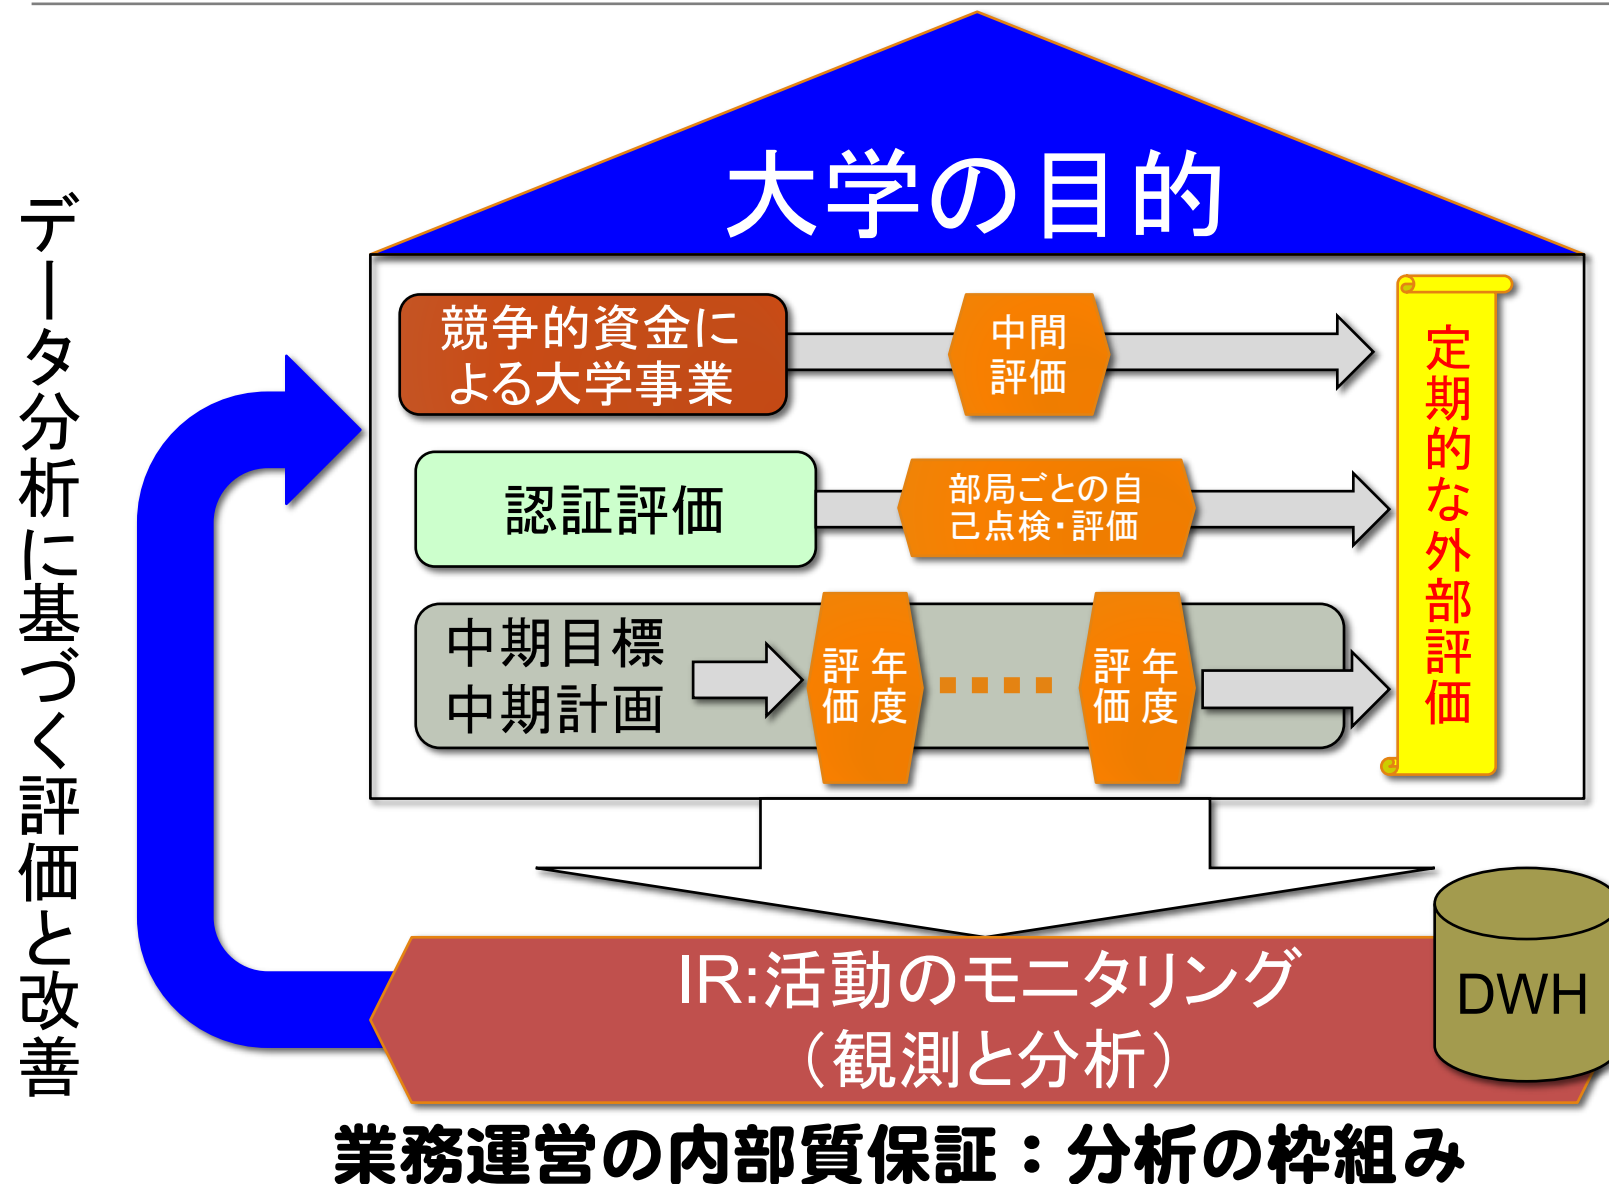 大学の目的
競争的資金に
よる大学事業
中間
評価
認証評価
部局ごとの自
己点検・評価
中期目標
中期計画
年度
評価
年度
評価
定期的な外部評価
データ分析に基づく評価と改善
IR:活動のモニタリング
（観測と分析）
DWH
業務運営の内部質保証：分析の枠組み